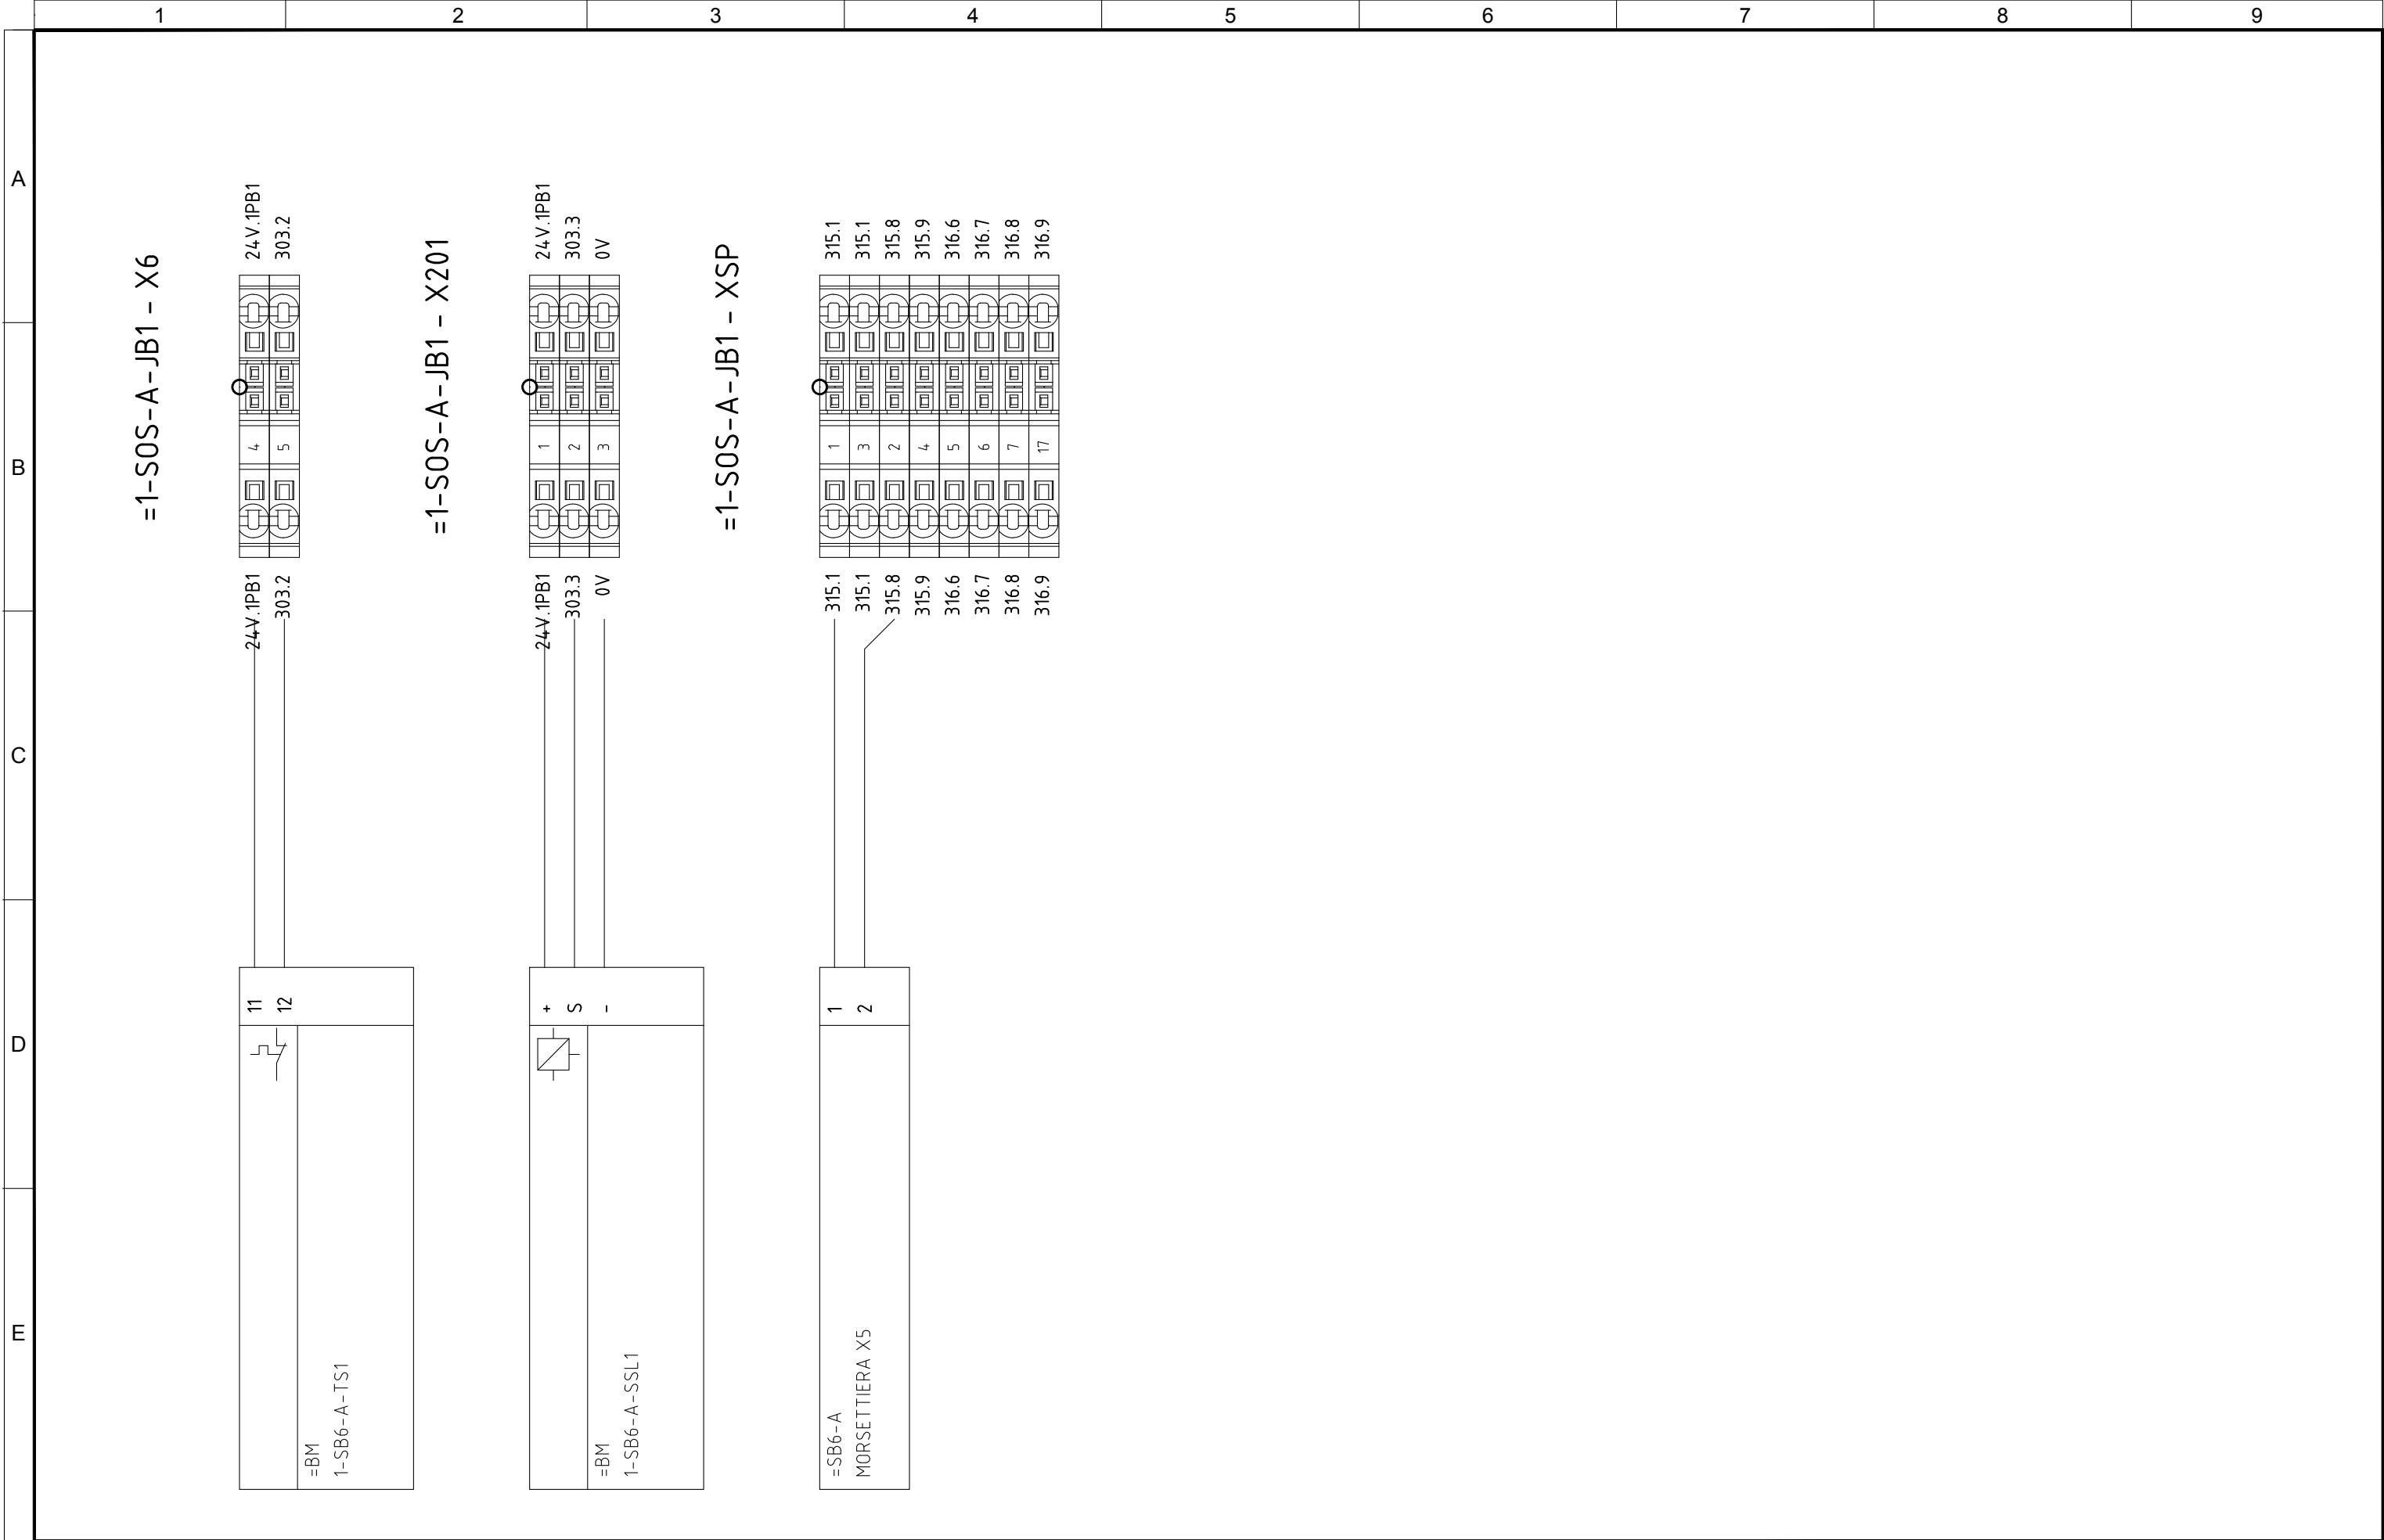 1 2 3 4 5 6 7 8 9
A
B
C
D
E
=1-SOS-A-JB1 - X6
24V.1PB1
303.2
4
5
24V.1PB1
303.2
11
12
=BM
1-SB6-A-TS1
=1-SOS-A-JB1 - X201
24V.1PB1
303.3
0V
1
2
3
24V.1PB1
303.3
0V
+
S
-
=BM
1-SB6-A-SSL1
=1-SOS-A-JB1 - XSP
315.1
315.1
315.8
315.9
316.6
316.7
316.8
316.9
1
3
2
4
5
6
7
17
315.1
315.1
315.8
315.9
316.6
316.7
316.8
316.9
1
2
=SB6-A
MORSETTIERA X5